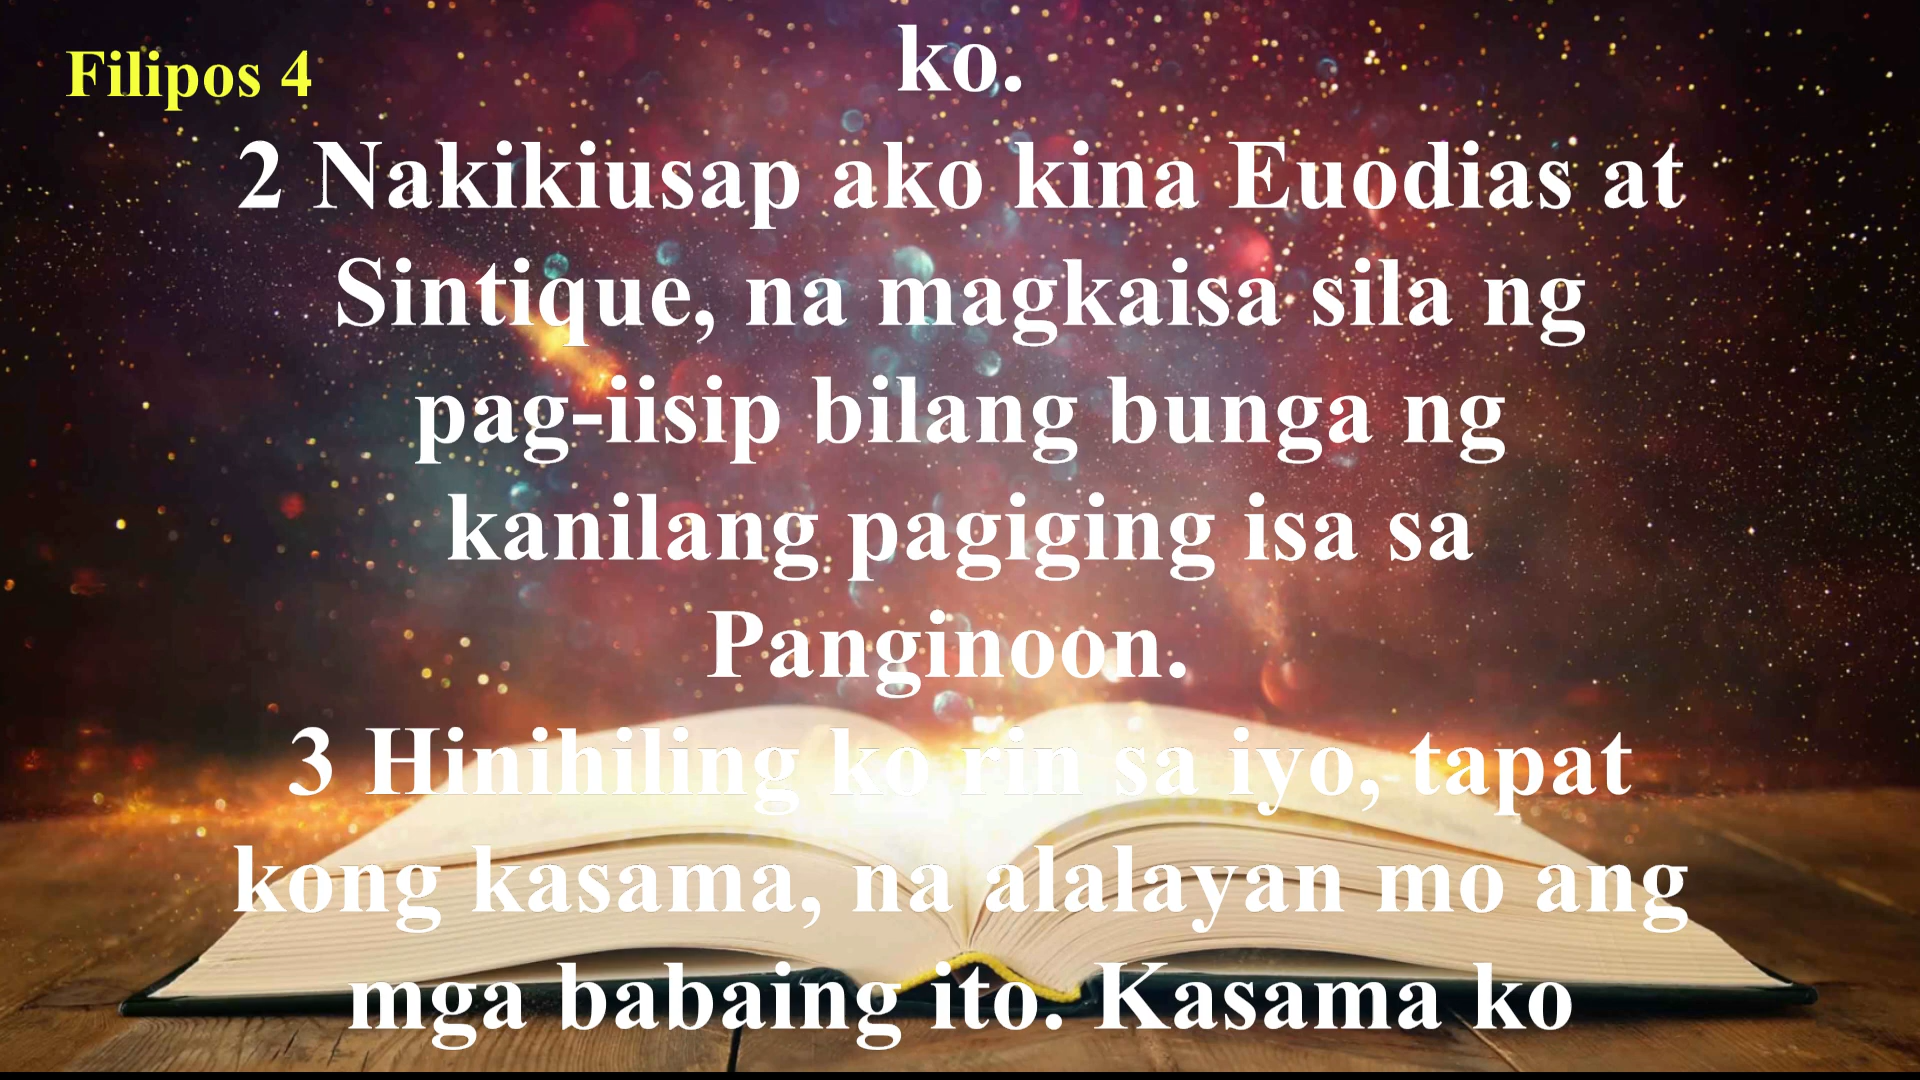 Filipos 4
ko.
2 Nakikiusap ako kina Euodias at
Sintique, na magkaisa sila ng
pag-iisip bilang bunga ng
kanilang pagiging isa sa
Panginoon.
3 Hinihiling ko rin sa iyo, tapat
kong kasama, na alalayan mo ang
mga babaing ito. Kasama ko